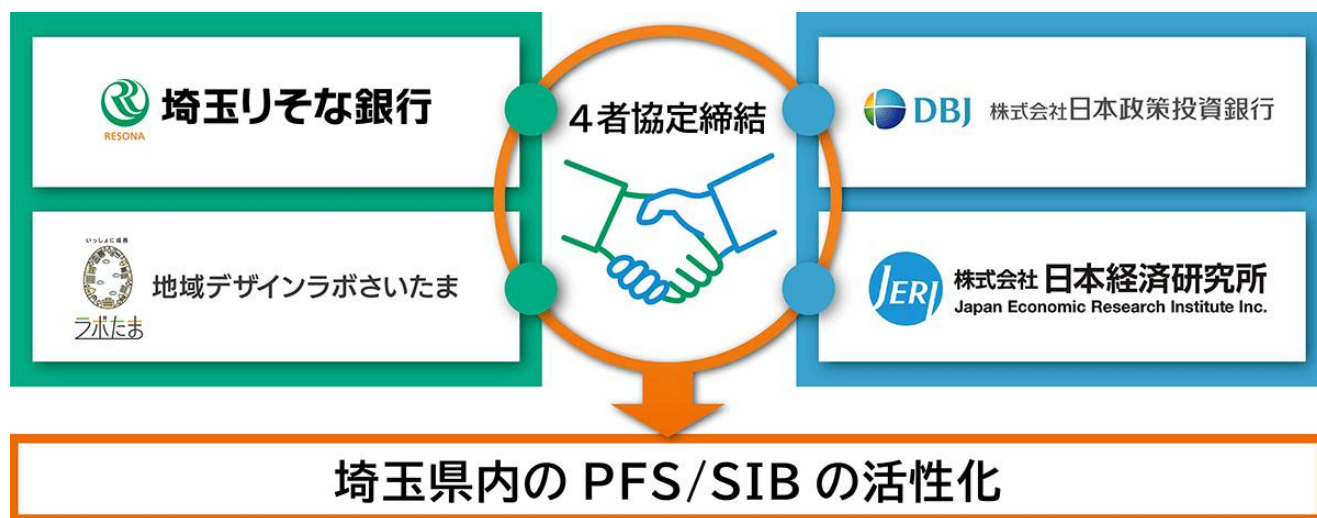 RESONA
埼玉りそな銀行
いっしょに成長
ラボたま
地域デザインラボさいたま
4者協定締結
DBJ 株式会社日本政策投資銀行
JERI
株式会社 日本経済研究所
Japan Economic Research Institute Inc.
埼玉県内の PFS/SIB の活性化